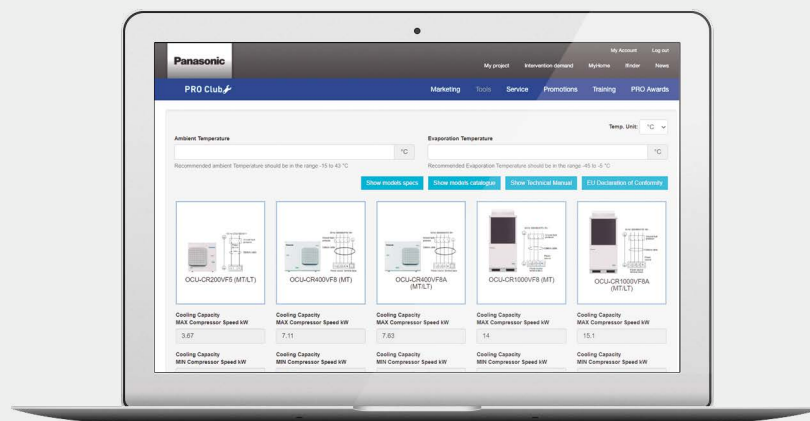 Panasonic
My Account Log out
My project Intervention demand MyHome Ifinder News
PRO Club
Marketing Tools Service Promotions Training PRO Awards
Temp. Unit: °C
Ambient Temperature Evaporation Temperature
°C °C
Recommended ambient Temperature should be in the range -15 to 43 °C Recommended Evaporation Temperature should be in the range -45 to -5 °C
Show models specs Show models catalogue Show Technical Manual EU Declaration of Conformity
OCU-CR200VF5 (MT/LT) OCU-CR400VF8 (MT) OCU-CR400VF8A (MT/LT) OCU-CR1000VF8 (MT) OCU-CR1000VF8A (MT/LT)
Cooling Capacity Cooling Capacity Cooling Capacity Cooling Capacity Cooling Capacity
MAX Compressor Speed kW MAX Compressor Speed kW MAX Compressor Speed kW MAX Compressor Speed kW MAX Compressor Speed kW
3.67 7.11 7.63 14 15.1
Cooling Capacity Cooling Capacity Cooling Capacity Cooling Capacity Cooling Capacity
MIN Compressor Speed kW MIN Compressor Speed kW MIN Compressor Speed kW MIN Compressor Speed kW MIN Compressor Speed kW